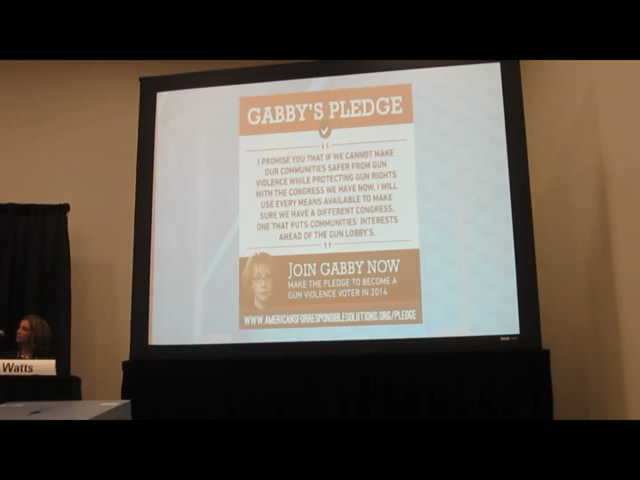 GABBY'S PLEDGE
I PROMISE YOU THAT IF WE CANNOT MAKE
OUR COMMUNITIES SAFER FROM GUN
VIOLENCE WHILE PROTECTING GUN RIGHTS
WITH THE CONGRESS WE HAVE NOW, I WILL
USE EVERY MEANS AVAILABLE TO MAKE
SURE WE HAVE A DIFFERENT CONGRESS,
ONE THAT PUTS COMMUNITIES' INTERESTS
AHEAD OF THE GUN LOBBY'S.
JOIN GABBY NOW
MAKE THE PLEDGE TO BECOME A
GUN VIOLENCE VOTER IN 2014
WWW.AMERICANSFORRESPONSIBLESOLUTIONS.ORG/PLEDGE
Watts